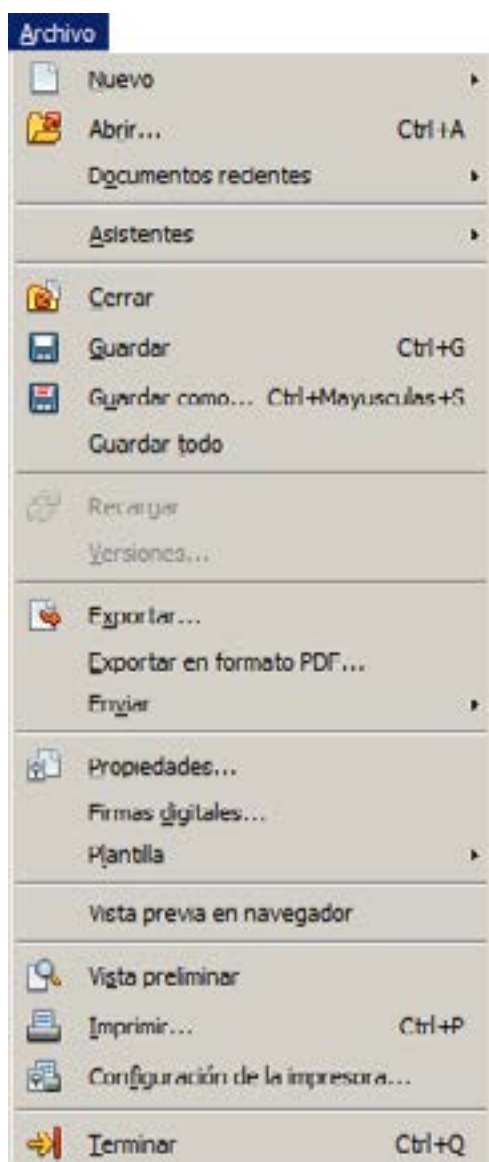 Archivo
Nuevo
Abrir... Ctrl+A
Documentos recientes
Asistentes
Cerrar
Guardar Ctrl+G
Guardar como... Ctrl+Mayusculas+S
Guardar todo
Recargar
Versiones...
Exportar...
Exportar en formato PDF...
Enviar
Propiedades...
Firmas digitales...
Plantilla
Vista previa en navegador
Vista preliminar
Imprimir... Ctrl+P
Configuración de la impresora...
Terminar Ctrl+Q